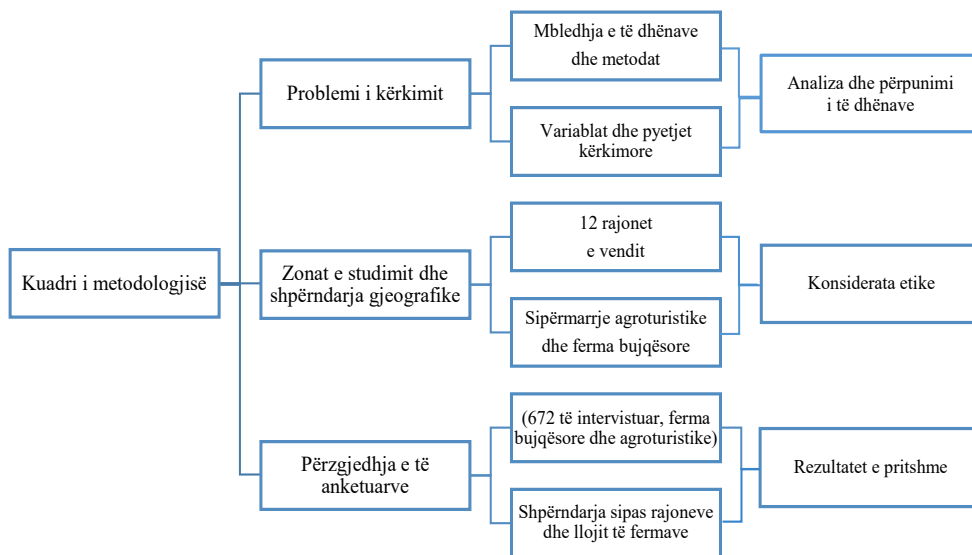 Kuadri i metodologjisë
Problemi i kërkimit
Mbledhja e të dhënave
dhe metodat
Variablat dhe pyetjet
kërkimore
Analiza dhe përpunimi
i të dhënave
Zonat e studimit dhe
shpërndarja gjeografike
12 rajonet
e vendit
Sipërmarrje agroturistike
dhe ferma bujqësore
Konsiderata etike
Përzgjedhja e të
anketuarve
(672 të intervistuar, ferma
bujqësore dhe agroturistike)
Shpërndarja sipas rajoneve
dhe llojit të fermave
Rezultatet e pritshme